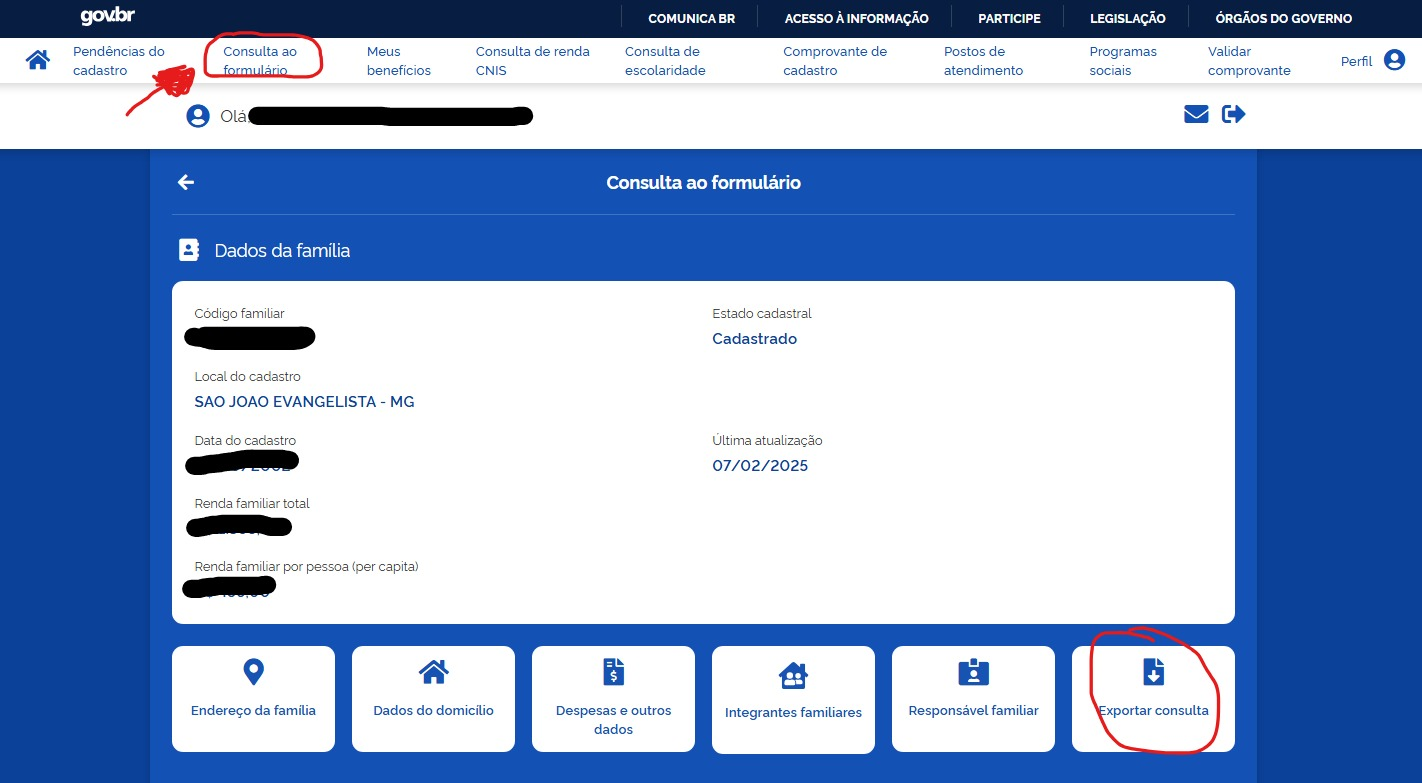 gov.br
COMUNICA BR
ACESSO À INFORMAÇÃO
PARTICIPE
LEGISLAÇÃO
ÓRGÃOS DO GOVERNO
Pendências do
cadastro
Consulta ao
formulário
Meus
benefícios
Consulta de renda
CNIS
Consulta de
escolaridade
Comprovante de
cadastro
Postos de
atendimento
Programas
sociais
Validar
comprovante
Perfil
Olá,
Consulta ao formulário
Dados da família
Código familiar
Estado cadastral
Cadastrado
Local do cadastro
SAO JOAO EVANGELISTA - MG
Data do cadastro
Última atualização
07/02/2025
Renda familiar total
Renda familiar por pessoa (per capita)
Endereço da família
Dados do domicílio
Despesas e outros
dados
Integrantes familiares
Responsável familiar
Exportar consulta